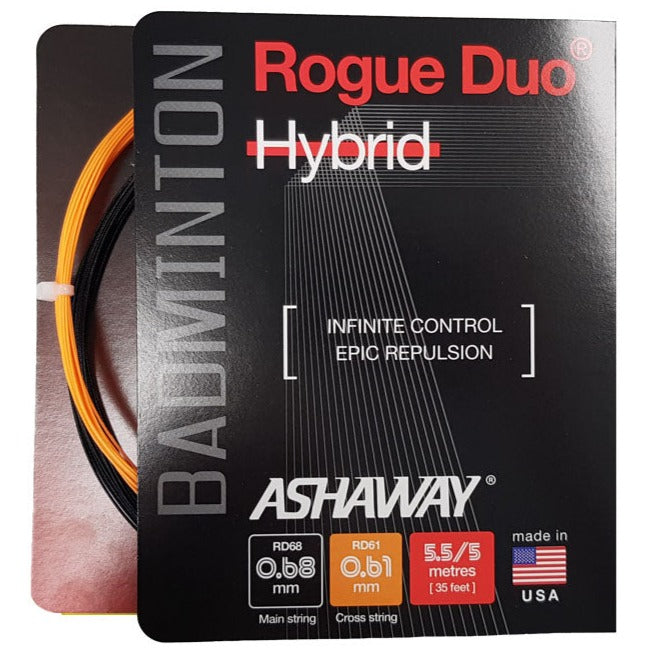 BADMINTON
Rogue Duo®
Hybrid
INFINITE CONTROL
EPIC REPULSION
ASHAWAY®
RD68
0.68
mm
Main string
RD61
0.61
mm
Cross string
5.5/5
metres
[35 feet]
made in
USA